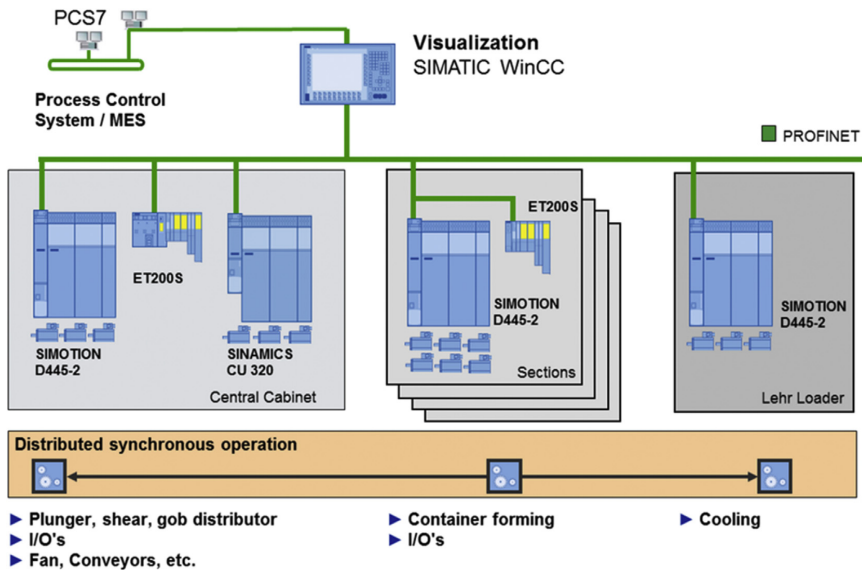 PCS7
Visualization
SIMATIC WinCC
Process Control
System / MES
PROFINET
ET200S
ET200S
SIMOTION
D445-2
SINAMICS
CU 320
SIMOTION
D445-2
SIMOTION
D445-2
Central Cabinet
Sections
Lehr Loader
Distributed synchronous operation
Plunger, shear, gob distributor
I/O's
Fan, Conveyors, etc.
Container forming
I/O's
Cooling